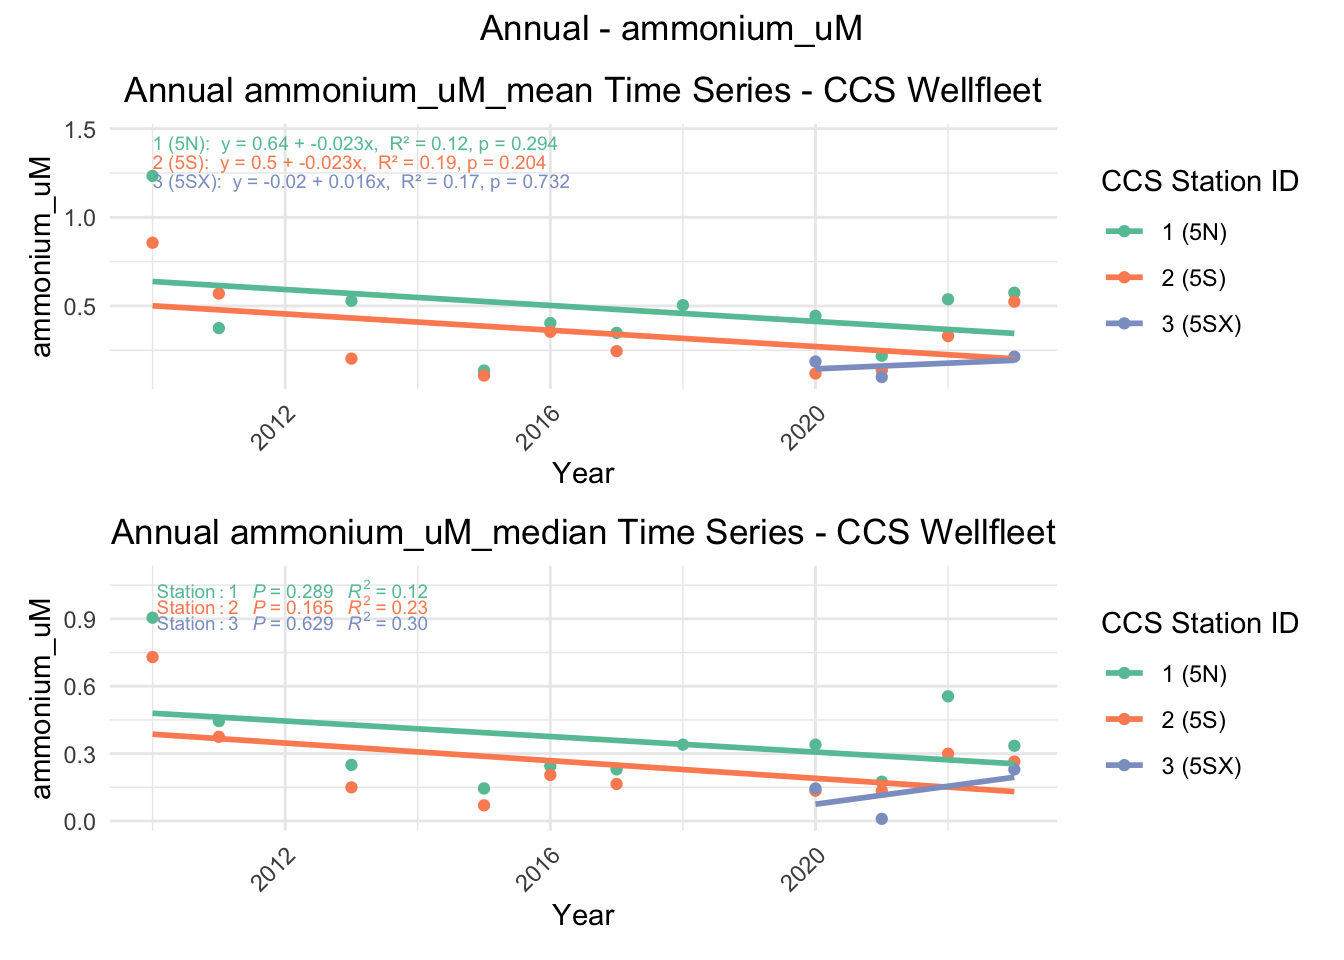 Annual - ammonium_uM
Annual ammonium_uM_mean Time Series - CCS Wellfleet
1 (5N):  y = 0.64 + -0.023x,  R² = 0.12, p = 0.294
2 (5S):  y = 0.5 + -0.023x,  R² = 0.19, p = 0.204
3 (5SX):  y = -0.02 + 0.016x,  R² = 0.17, p = 0.732
ammonium_uM
1.5
1.0
0.5
2012
2016
2020
Year
CCS Station ID
1 (5N)
2 (5S)
3 (5SX)
Annual ammonium_uM_median Time Series - CCS Wellfleet
Station : 1  P = 0.289  R² = 0.12
Station : 2  P = 0.165  R² = 0.23
Station : 3  P = 0.629  R² = 0.30
ammonium_uM
0.9
0.6
0.3
0.0
2012
2016
2020
Year
CCS Station ID
1 (5N)
2 (5S)
3 (5SX)